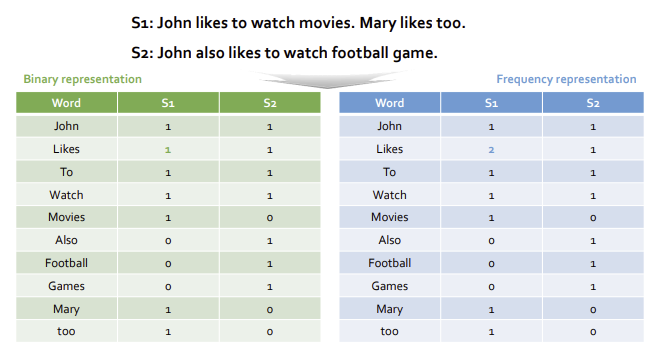 S1: John likes to watch movies. Mary likes too.
S2: John also likes to watch football game.
Binary representation
Frequency representation
Word S1 S2
John 1 1
Likes 1 1
To 1 1
Watch 1 1
Movies 1 0
Also 0 1
Football 0 1
Games 0 1
Mary 1 0
too 1 0
Word S1 S2
John 1 1
Likes 2 1
To 1 1
Watch 1 1
Movies 1 0
Also 0 1
Football 0 1
Games 0 1
Mary 1 0
too 1 0